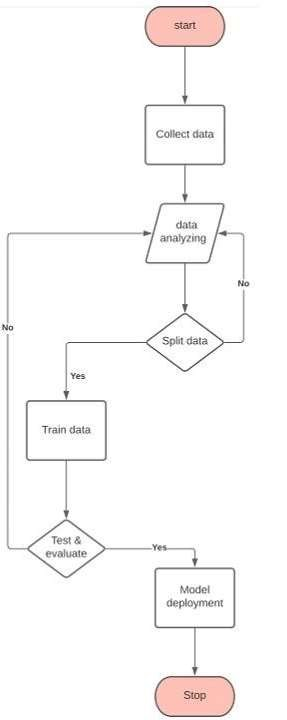 start
Collect data
data
analyzing
No
Split data
No
Yes
Train data
Test &
evaluate
Yes
Model
deployment
Stop